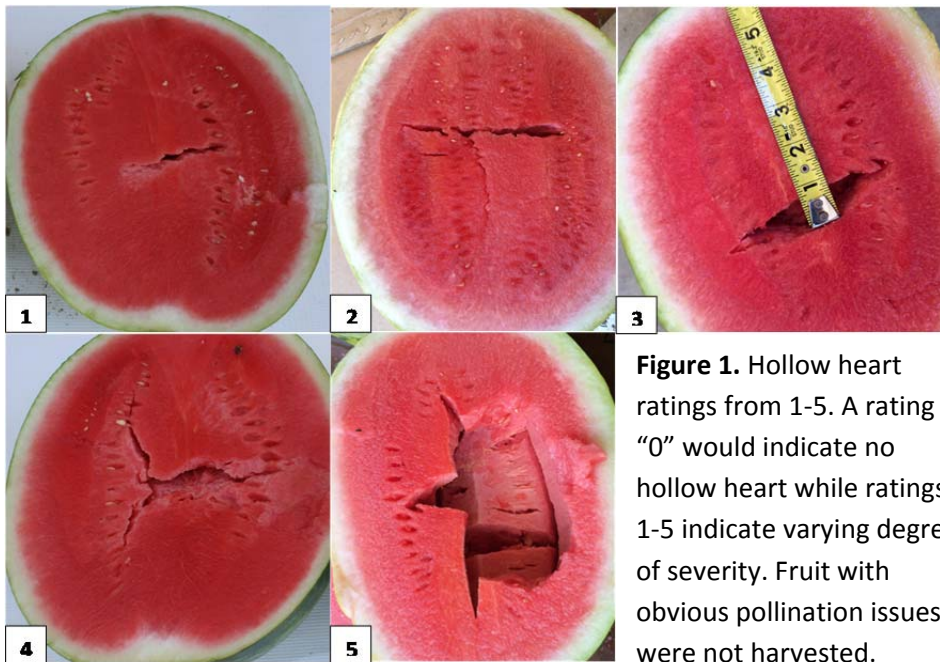 1
2
3
5
4
3
2
1
4
5
Figure 1. Hollow heart
ratings from 1-5. A rating
“0” would indicate no
hollow heart while ratings
1-5 indicate varying degre
of severity. Fruit with
obvious pollination issues
were not harvested.